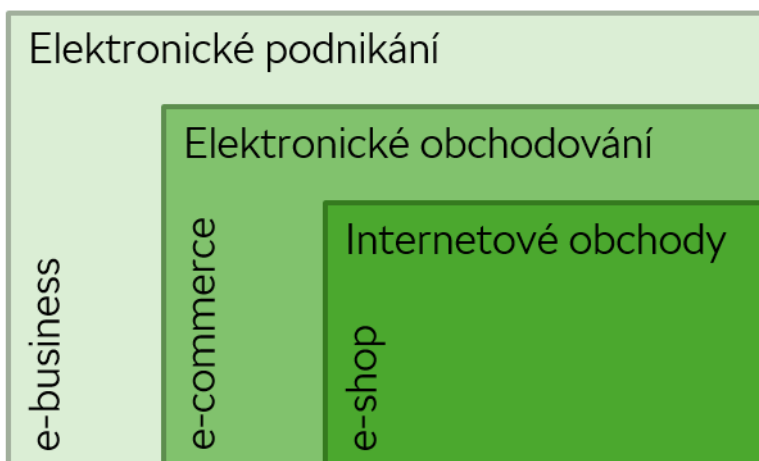 Elektronické podnikání
e-business
Elektronické obchodování
e-commerce
Internetové obchody
e-shop